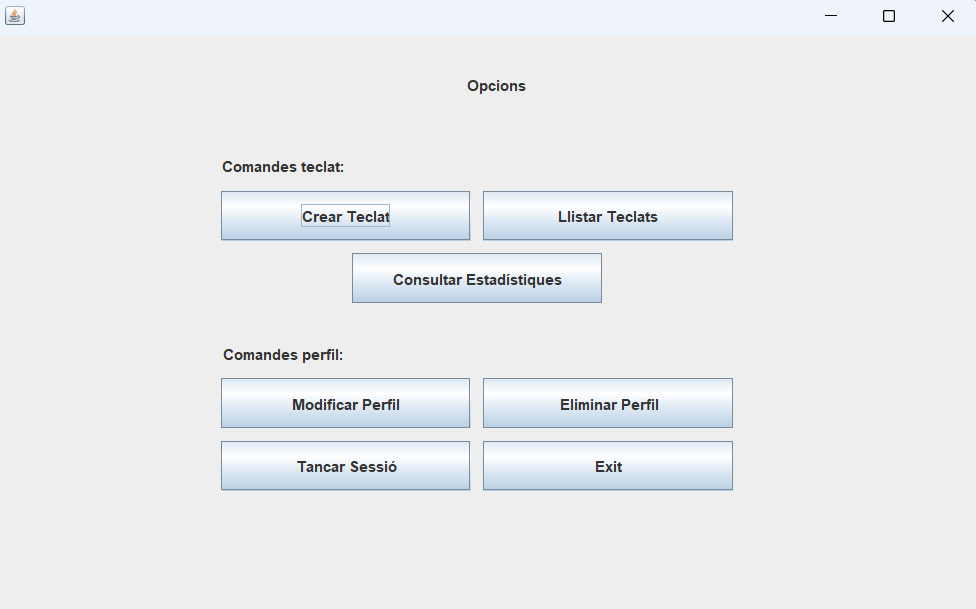 Opcions
Comandes teclat:
Crear Teclat
Llistar Teclats
Consultar Estadístiques
Comandes perfil:
Modificar Perfil
Eliminar Perfil
Tancar Sessió
Exit